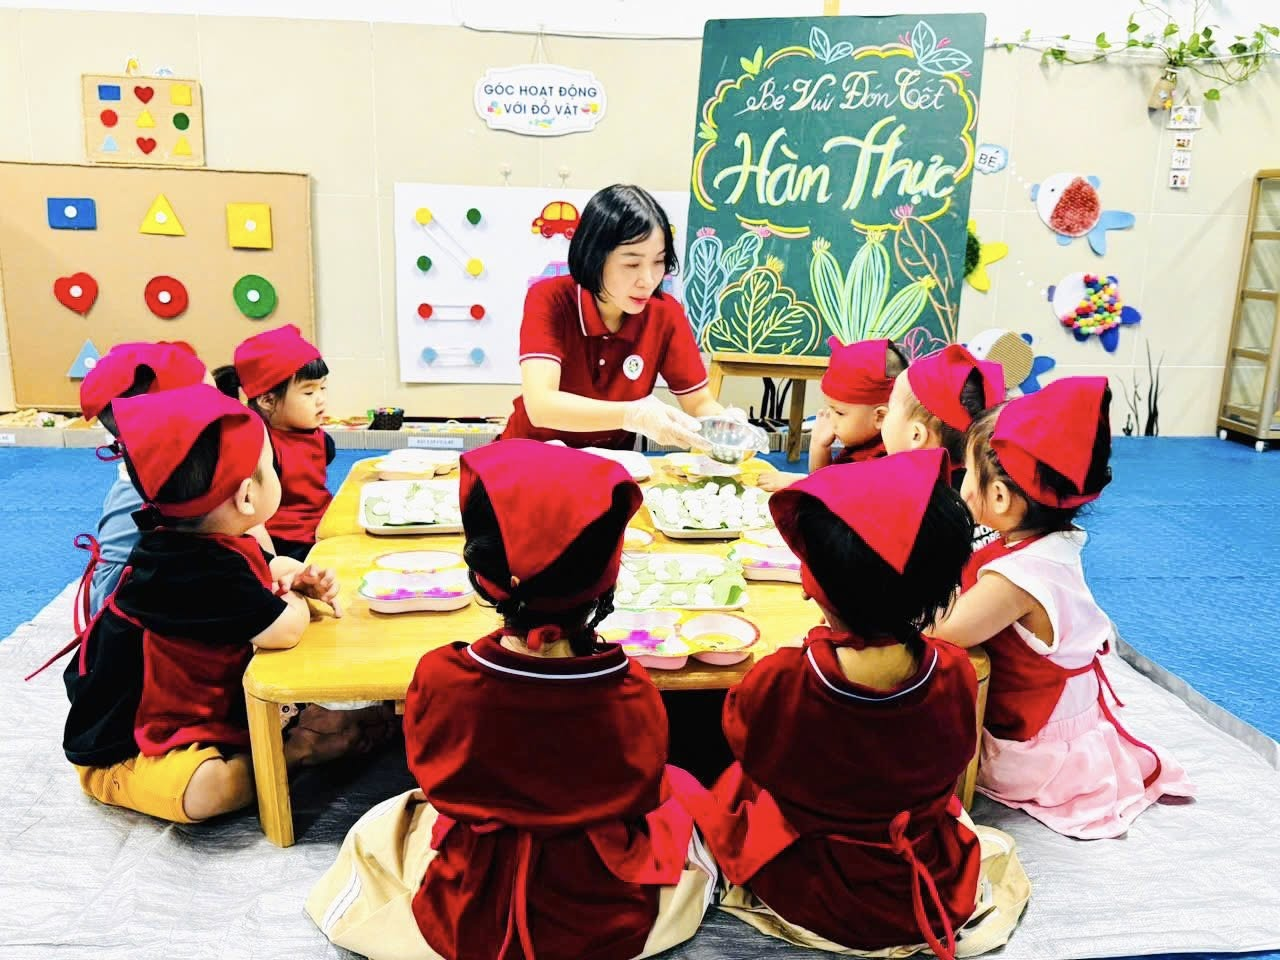 GÓC HOẠT ĐỘNG
VỚI ĐỒ VẬT
Bé Vui Đón Tết
Hàn Thực
BÉ